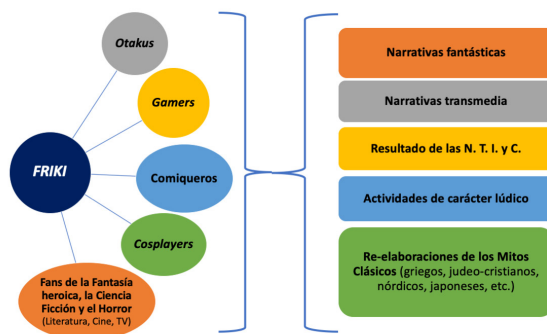 Otakus
Gamers
FRIKI
Comiqueros
Cosplayers
Fans de la Fantasía
heroica, la Ciencia
Ficción y el Horror
(Literatura, Cine, TV)
Narrativas fantásticas
Narrativas transmedia
Resultado de las N. T. I. y C.
Actividades de carácter lúdico
Re-elaboraciones de los Mitos
Clásicos (griegos, judeo-cristianos,
nórdicos, japoneses, etc.)